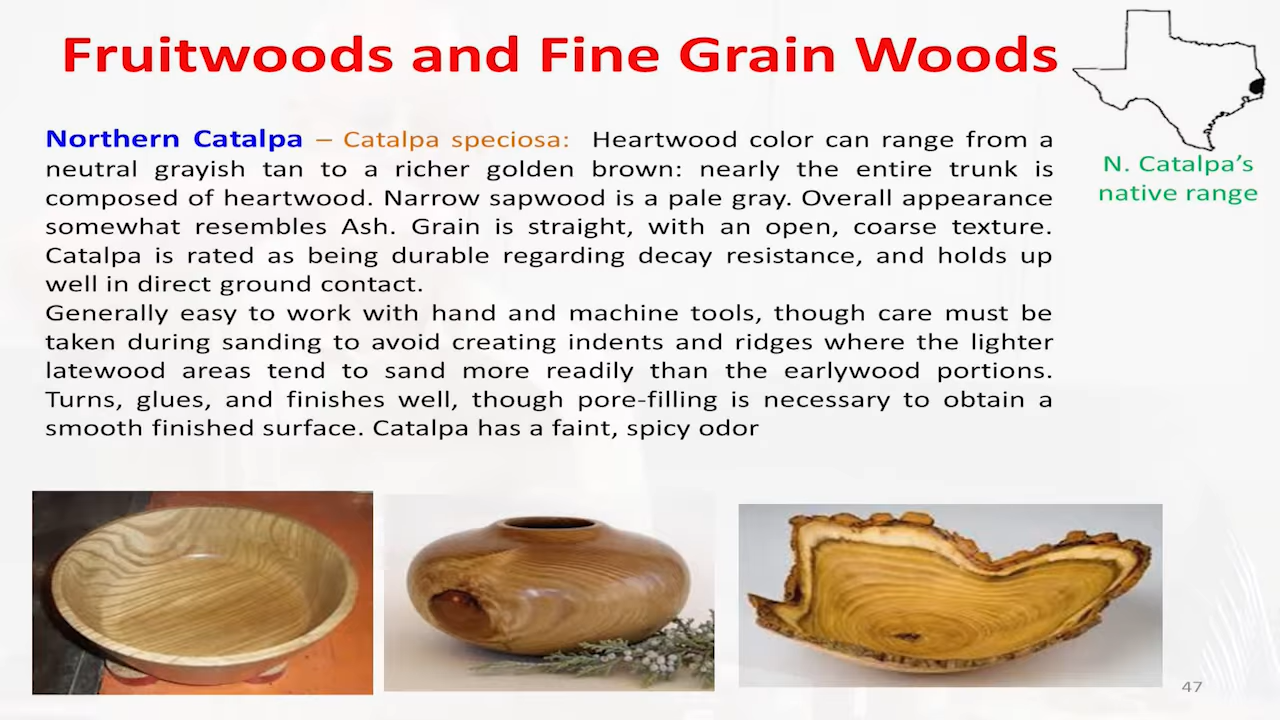 Fruitwoods and Fine Grain Woods
Northern Catalpa – Catalpa speciosa: Heartwood color can range from a
neutral grayish tan to a richer golden brown: nearly the entire trunk is
composed of heartwood. Narrow sapwood is a pale gray. Overall appearance
somewhat resembles Ash. Grain is straight, with an open, coarse texture.
Catalpa is rated as being durable regarding decay resistance, and holds up
well in direct ground contact.
Generally easy to work with hand and machine tools, though care must be
taken during sanding to avoid creating indents and ridges where the lighter
latewood areas tend to sand more readily than the earlywood portions.
Turns, glues, and finishes well, though pore-filling is necessary to obtain a
smooth finished surface. Catalpa has a faint, spicy odor
N. Catalpa’s
native range
47